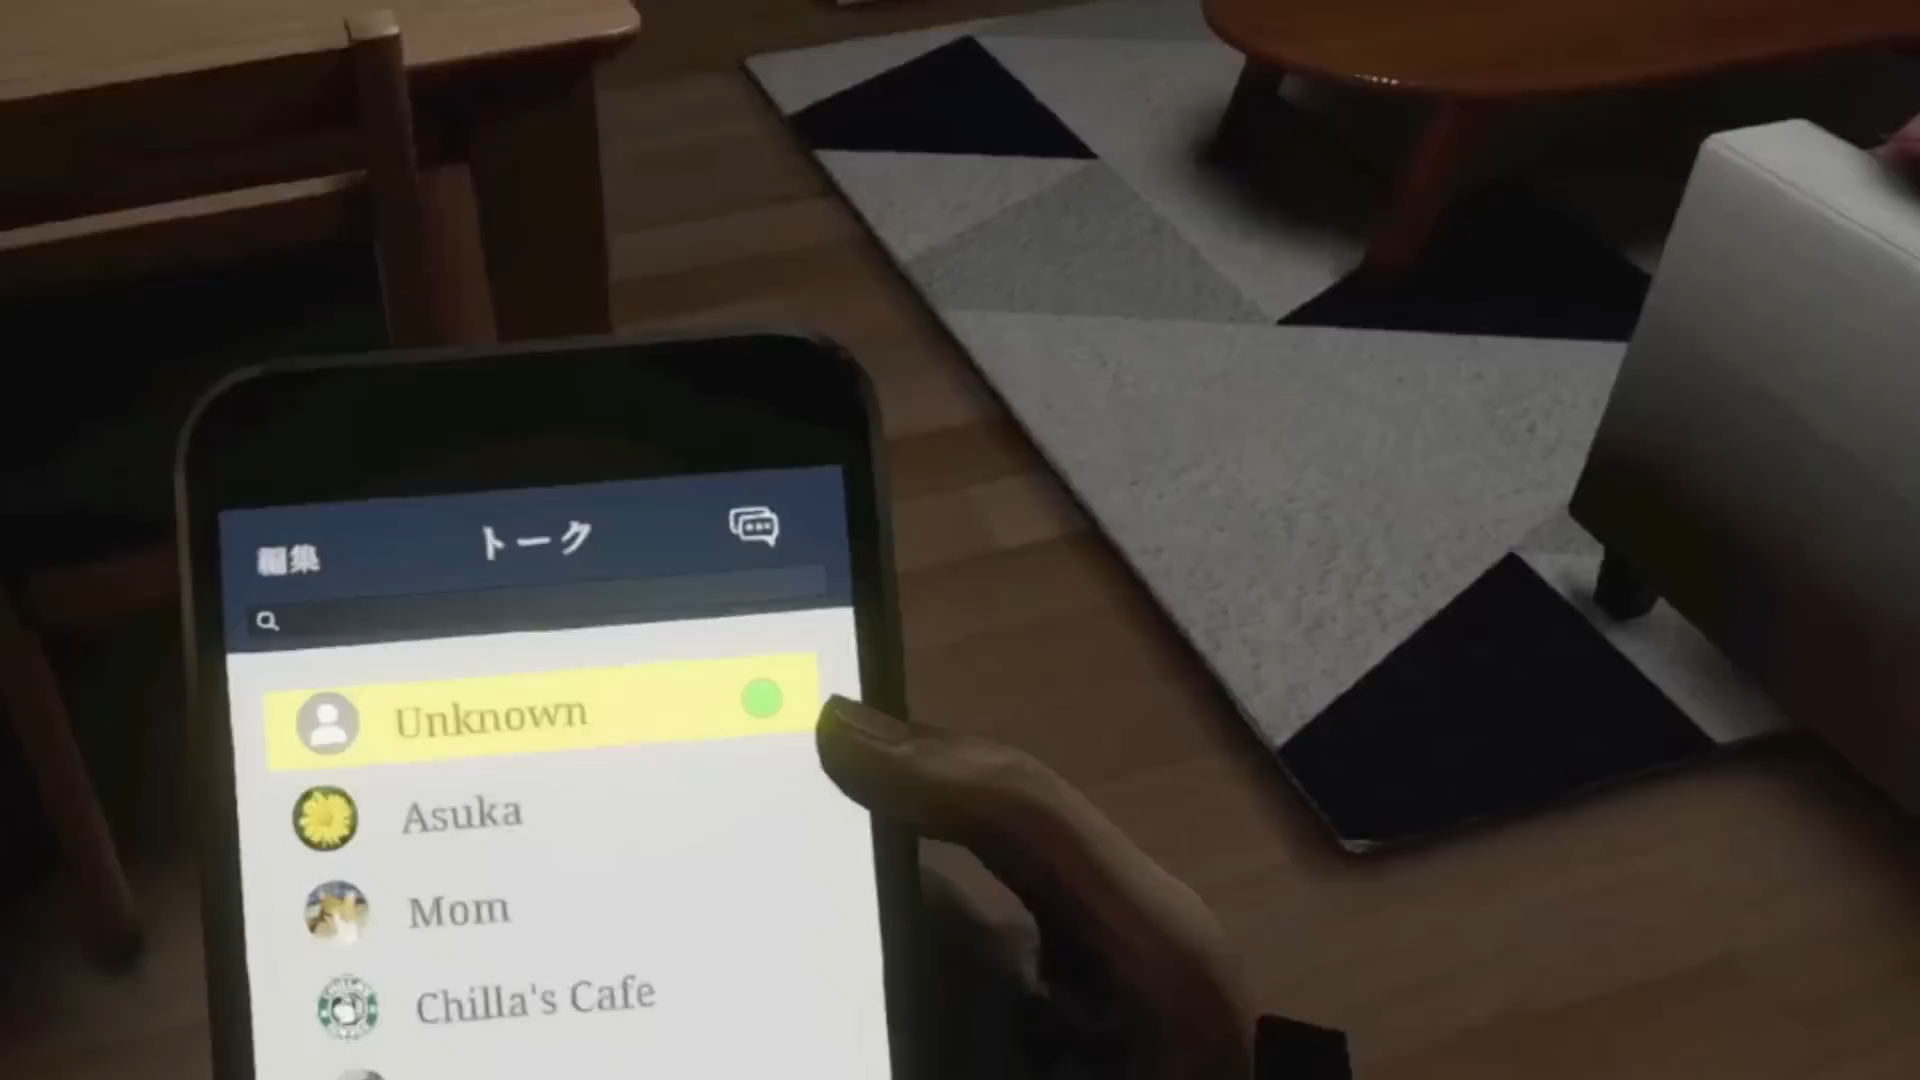 編集
トーク
Unknown
Asuka
Mom
Chilla's Cafe